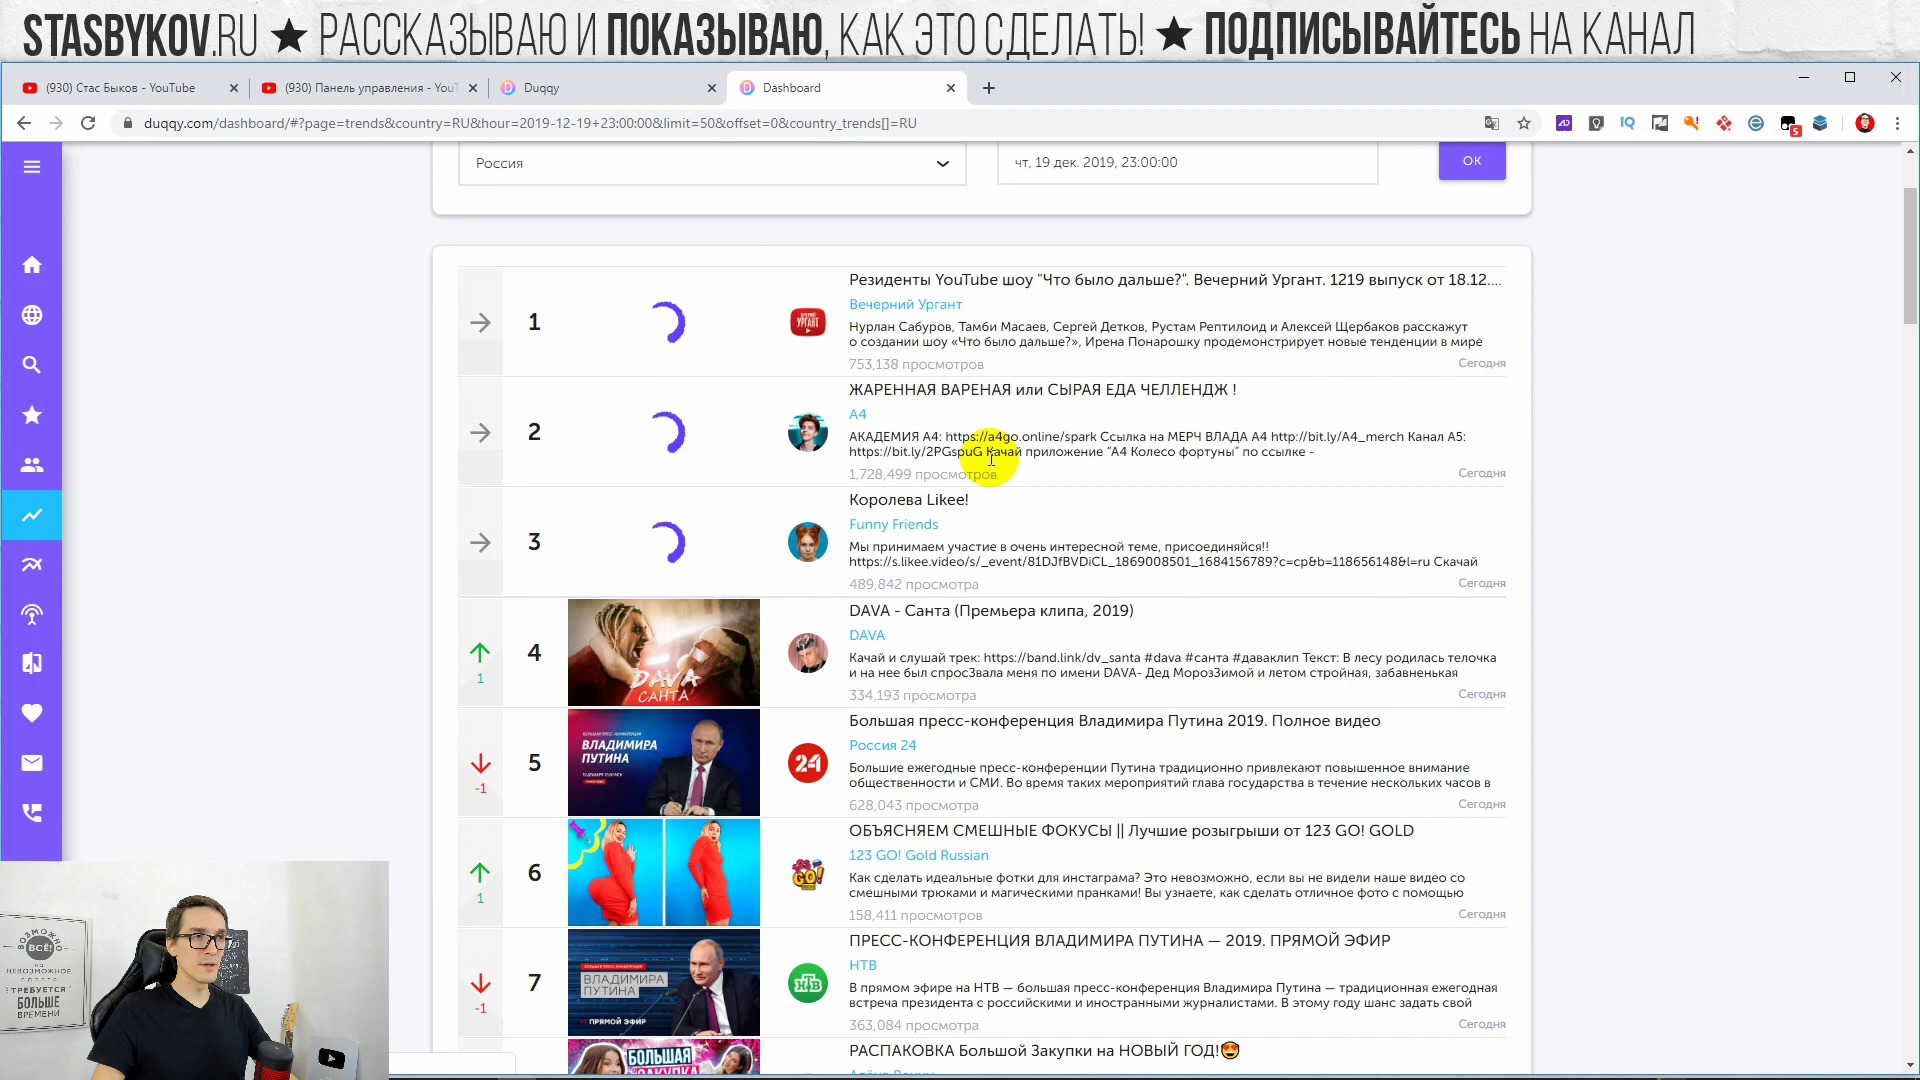 STASBYKOV.RU ★ РАССКАЗЫВАЮ И ПОКАЗЫВАЮ, КАК ЭТО СДЕЛАТЬ! ★ ПОДПИСЫВАЙТЕСЬ НА КАНАЛ
(930) Стас Быков - YouTube
(930) Панель управления - YouT
Duqqy
Dashboard
duqqy.com/dashboard/#?page=trends&country=RU&hour=2019-12-19+23:00:00&limit=50&offset=0&country_trends[]=RU
5
Россия
чт, 19 дек. 2019, 23:00:00
OK
1
ВЕЧЕРНИЙ УРГАНТ
Резиденты YouTube шоу "Что было дальше?". Вечерний Ургант. 1219 выпуск от 18.12....
Вечерний Ургант
Нурлан Сабуров, Тамби Масаев, Сергей Детков, Рустам Рептилоид и Алексей Щербаков расскажут
о создании шоу «Что было дальше?», Ирена Понарошку продемонстрирует новые тенденции в мире
753,138 просмотров
Сегодня
2
ЖАРЕННАЯ ВАРЕНАЯ или СЫРАЯ ЕДА ЧЕЛЛЕНДЖ !
A4
АКАДЕМИЯ А4: https://a4go.online/spark Ссылка на МЕРЧ ВЛАДА А4 http://bit.ly/A4_merch Канал А5:
https://bit.ly/2PGspuG Качай приложение “А4 Колесо фортуны” по ссылке -
1,728,499 просмотров
Сегодня
3
Королева Likee!
Funny Friends
Мы принимаем участие в очень интересной теме, присоединяйся!!
https://s.likee.video/s/_event/81DJfBVDiCL_1869008501_1684156789?c=cp&b=118656148&l=ru Скачай
489,842 просмотра
Сегодня
1
4
DAVA
САНТА
DAVA - Санта (Премьера клипа, 2019)
DAVA
Качай и слушай трек: https://band.link/dv_santa #dava #санта #даваклип Текст: В лесу родилась телочка
и на нее был спроcЗвала меня по имени DAVA- Дед МорозЗимой и летом стройная, забавненькая
334,193 просмотра
Сегодня
-1
5
ВЛАДИМИРА
ПУТИНА
24
Большая пресс-конференция Владимира Путина 2019. Полное видео
Россия 24
Большие ежегодные пресс-конференции Путина традиционно привлекают повышенное внимание
общественности и СМИ. Во время таких мероприятий глава государства в течение нескольких часов в
628,043 просмотра
Сегодня
1
6
123 GO!
ОБЪЯСНЯЕМ СМЕШНЫЕ ФОКУСЫ || Лучшие розыгрыши от 123 GO! GOLD
123 GO! Gold Russian
Как сделать идеальные фотки для инстаграма? Это невозможно, если вы не видели наше видео со
смешными трюками и магическими пранками! Вы узнаете, как сделать отличное фото с помощью
158,411 просмотров
Сегодня
-1
7
ВЛАДИМИРА
ПУТИНА
ПРЯМОЙ ЭФИР
НТВ
ПРЕСС-КОНФЕРЕНЦИЯ ВЛАДИМИРА ПУТИНА — 2019. ПРЯМОЙ ЭФИР
НТВ
В прямом эфире на НТВ — большая пресс-конференция Владимира Путина — традиционная ежегодная
встреча президента с российскими и иностранными журналистами. В этому году шанс задать свой
363,084 просмотра
Сегодня
БОЛЬШАЯ
РАСПАКОВКА Большой Закупки на НОВЫЙ ГОД!😍
ВОЗМОЖНО
ВСЁ!
НА
НЕВОЗМОЖНОЕ
ПРОСТО
ТРЕБУЕТСЯ
БОЛЬШЕ
ВРЕМЕНИ